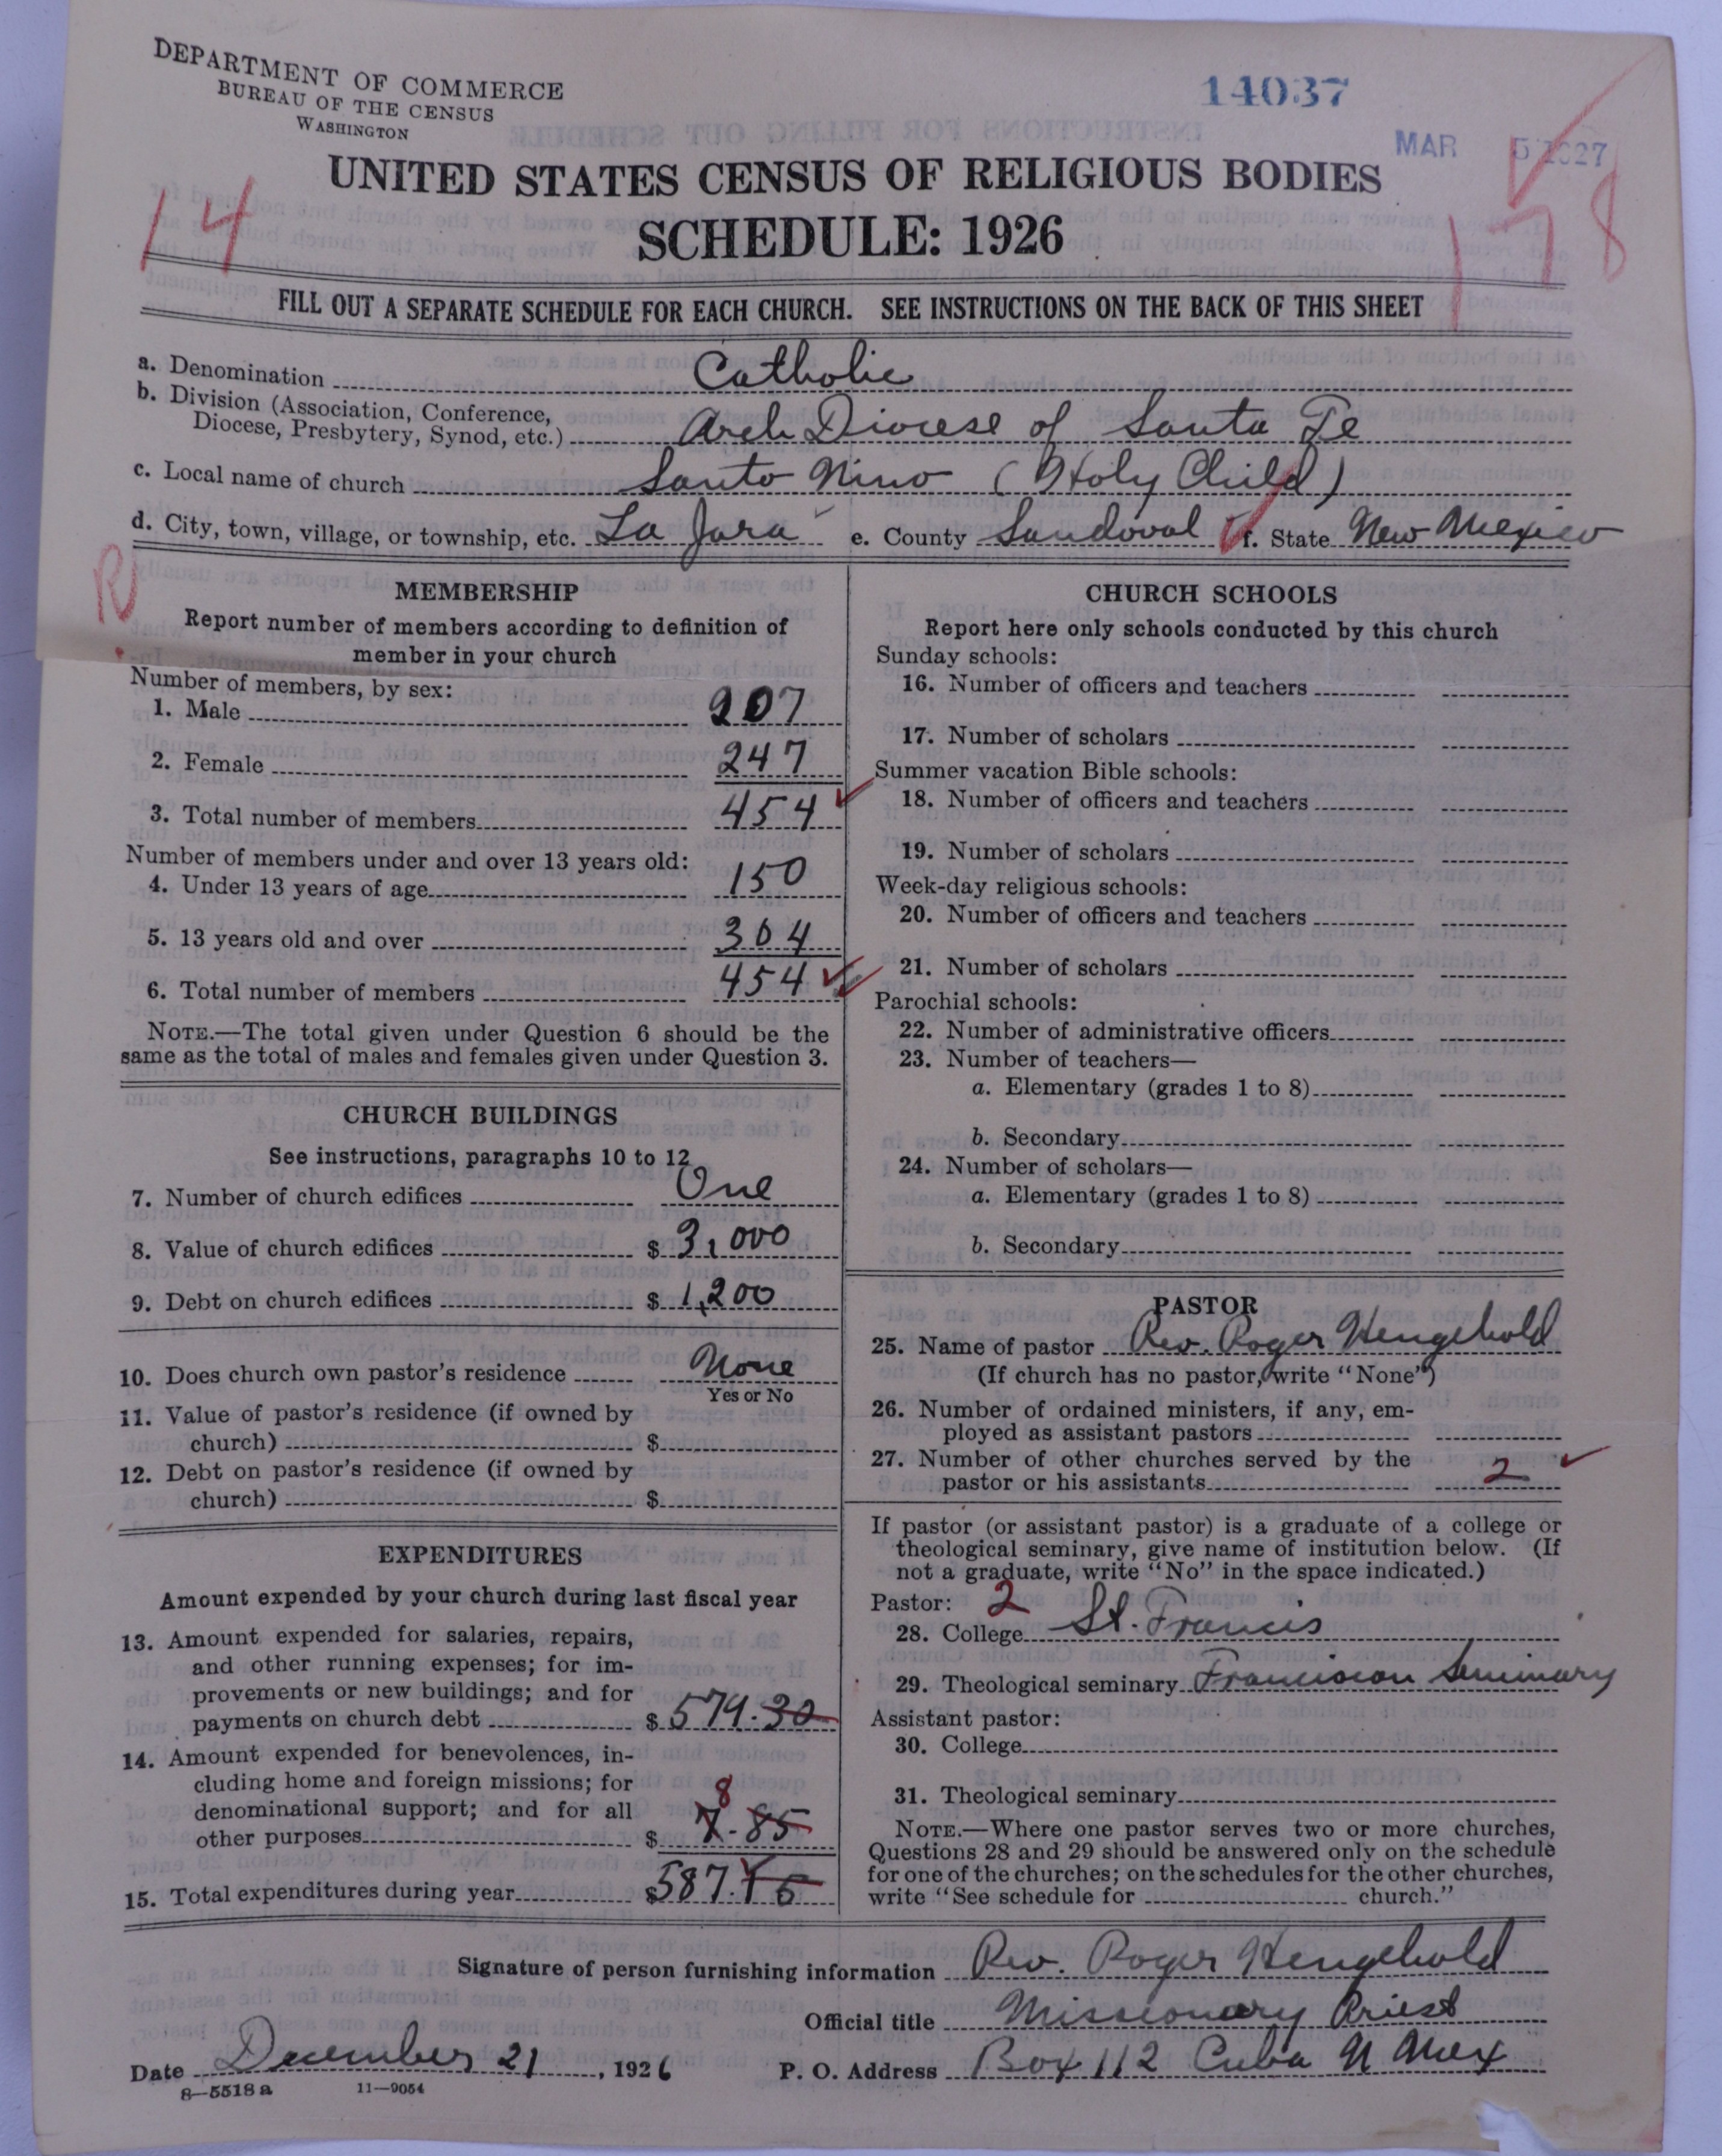 DEPARTMENT OF COMMERCE
BUREAU OF THE CENSUS
WASHINGTON
14037
MAR 5 1927
UNITED STATES CENSUS OF RELIGIOUS BODIES
SCHEDULE: 1926
14
158
FILL OUT A SEPARATE SCHEDULE FOR EACH CHURCH. SEE INSTRUCTIONS ON THE BACK OF THIS SHEET
a. Denomination Catholic
b. Division (Association, Conference,
Diocese, Presbytery, Synod, etc.) Arch Diocese of Santa Fe
c. Local name of church Santo Nino (Holy Child)
d. City, town, village, or township, etc. La Jara e. County Sandoval f. State New Mexico
R
MEMBERSHIP
Report number of members according to definition of
member in your church
Number of members, by sex:
1. Male 207
2. Female 247
3. Total number of members 454
Number of members under and over 13 years old:
4. Under 13 years of age 150
5. 13 years old and over 304
6. Total number of members 454
NOTE.—The total given under Question 6 should be the
same as the total of males and females given under Question 3.
CHURCH BUILDINGS
See instructions, paragraphs 10 to 12
7. Number of church edifices One
8. Value of church edifices $ 3,000
9. Debt on church edifices $ 1,200
10. Does church own pastor's residence None
Yes or No
11. Value of pastor's residence (if owned by
church) $
12. Debt on pastor's residence (if owned by
church) $
EXPENDITURES
Amount expended by your church during last fiscal year
13. Amount expended for salaries, repairs,
and other running expenses; for im-
provements or new buildings; and for
payments on church debt $ 579.30
14. Amount expended for benevolences, in-
cluding home and foreign missions; for
denominational support; and for all
8
other purposes $ 7.85
15. Total expenditures during year $ 587.15
CHURCH SCHOOLS
Report here only schools conducted by this church
Sunday schools:
16. Number of officers and teachers
17. Number of scholars
Summer vacation Bible schools:
18. Number of officers and teachers
19. Number of scholars
Week-day religious schools:
20. Number of officers and teachers
21. Number of scholars
Parochial schools:
22. Number of administrative officers
23. Number of teachers—
a. Elementary (grades 1 to 8)
b. Secondary
24. Number of scholars—
a. Elementary (grades 1 to 8)
b. Secondary
PASTOR
25. Name of pastor Rev. Roger Hengehold
(If church has no pastor, write "None")
26. Number of ordained ministers, if any, em-
ployed as assistant pastors
27. Number of other churches served by the
pastor or his assistants 2
If pastor (or assistant pastor) is a graduate of a college or
theological seminary, give name of institution below. (If
not a graduate, write "No" in the space indicated.)
Pastor: 2
28. College St. Francis
29. Theological seminary Franciscan Seminary
Assistant pastor:
30. College
31. Theological seminary
NOTE.—Where one pastor serves two or more churches,
Questions 28 and 29 should be answered only on the schedule
for one of the churches; on the schedules for the other churches,
write "See schedule for church."
Signature of person furnishing information Rev. Roger Hengehold
Official title Missionary Priest
Date December 21, 1926 P. O. Address Box 112 Cuba N Mex
8—5518 a 11—9054